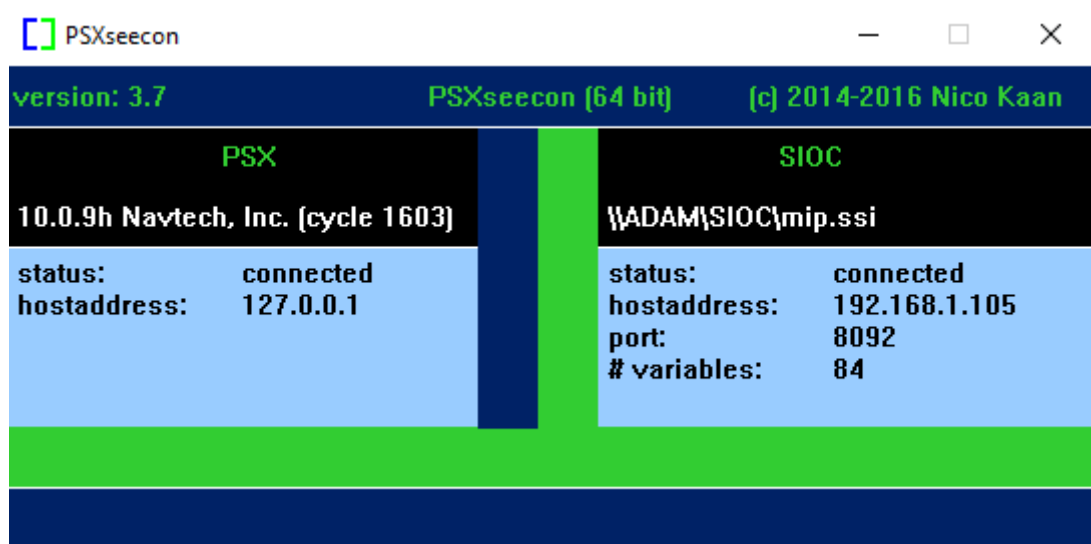 PSXseecon
version: 3.7 PSXseecon (64 bit) (c) 2014-2016 Nico Kaan
PSX
10.0.9h Navtech, Inc. (cycle 1603)
status: connected
hostaddress: 127.0.0.1
SIOC
\\ADAM\SIOC\mip.ssi
status: connected
hostaddress: 192.168.1.105
port: 8092
# variables: 84